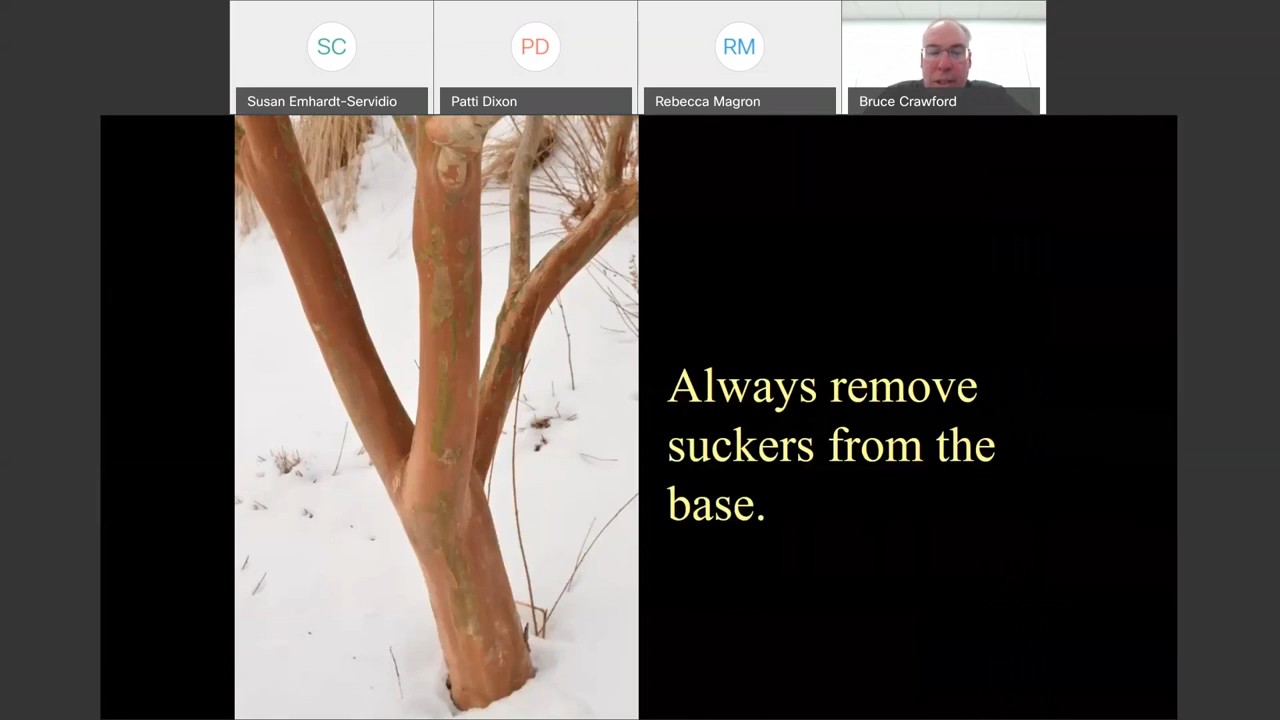 SC
PD
RM
Susan Emhardt-Servidio
Patti Dixon
Rebecca Magron
Bruce Crawford
Always remove
suckers from the
base.